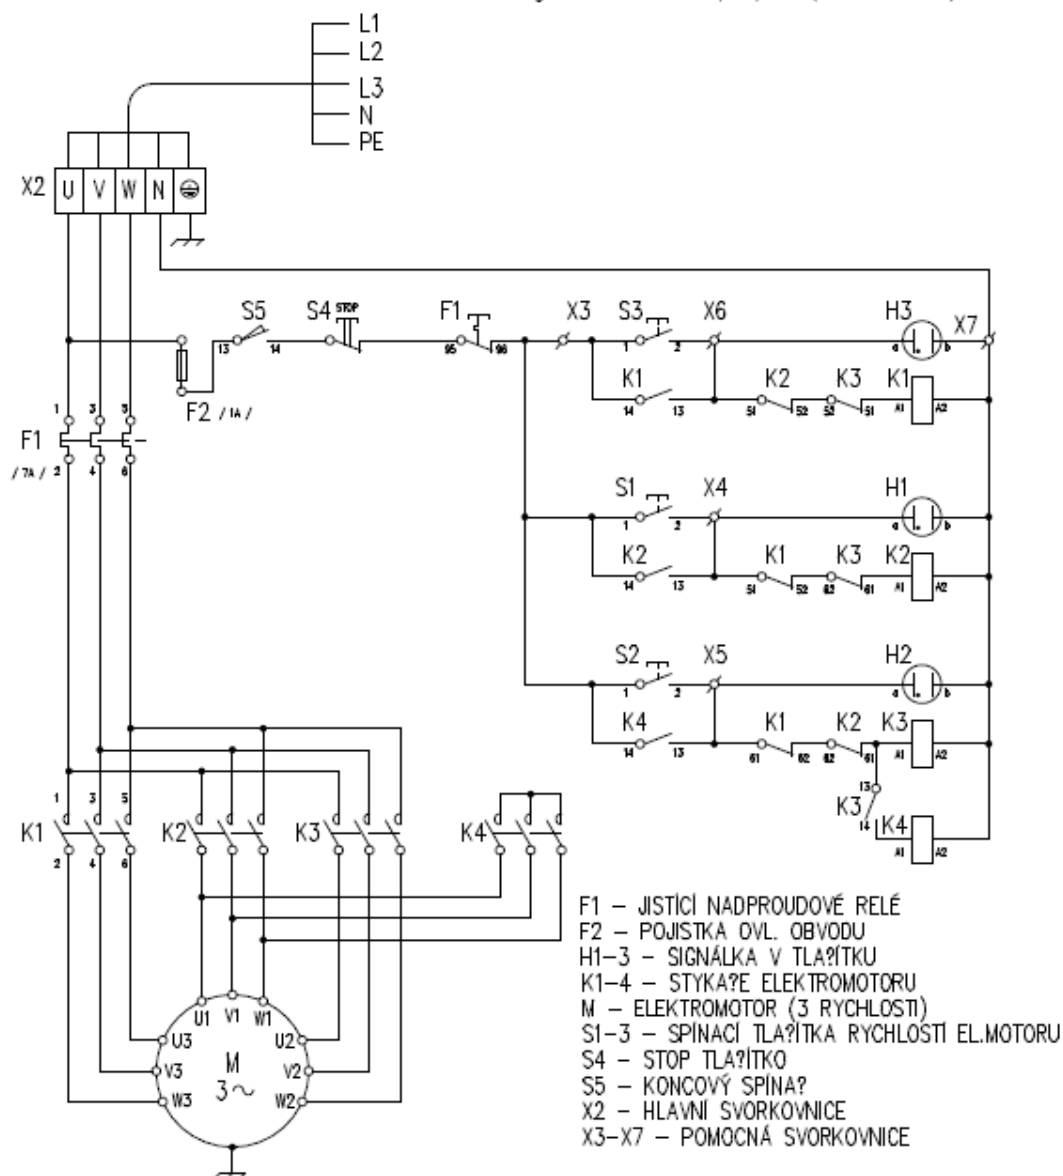 L1
L2
L3
N
PE
X2 U V W N
S5 S4 STOP F1 X3 S3 X6 H3 X7
13 14 95 96 1 2 a b
F2 / 1A /
K1 K2 K3 K1
14 13 51 52 52 51 A1 A2
1 3 5
F1
/ 7A / 2 4 6
S1 X4 H1
1 2 a b
K2 K1 K3 K2
14 13 51 52 62 61 A1 A2
S2 X5 H2
1 2 a b
K4 K1 K2 K3
14 13 61 62 62 61 A1 A2
13
K3 14 K4
A1 A2
1 3 5
K1 K2 K3 K4
2 4 6
U1 V1 W1
U3 U2
V3 M V2
3~
W3 W2
F1 – JISTÍCÍ NADPROUDOVÉ RELÉ
F2 – POJISTKA OVL. OBVODU
H1-3 – SIGNÁLKA V TLA?ÍTKU
K1-4 – STYKA?E ELEKTROMOTORU
M – ELEKTROMOTOR (3 RYCHLOSTI)
S1-3 – SPÍNACÍ TLA?ÍTKA RYCHLOSTÍ EL.MOTORU
S4 – STOP TLA?ÍTKO
S5 – KONCOVÝ SPÍNA?
X2 – HLAVNÍ SVORKOVNICE
X3-X7 – POMOCNÁ SVORKOVNICE